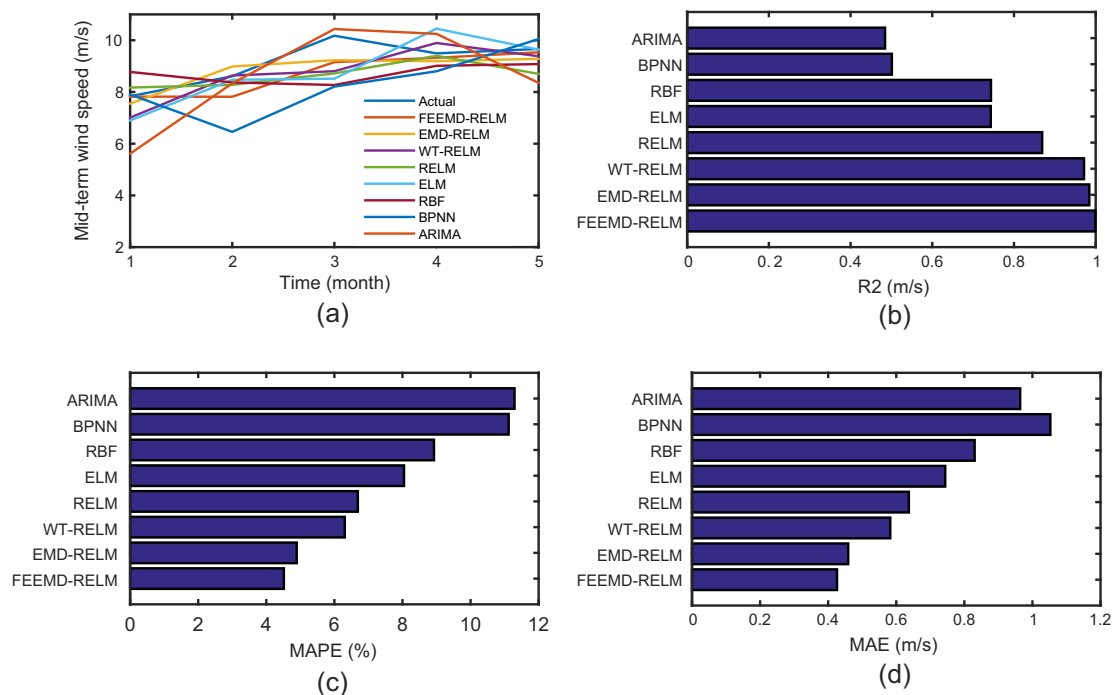 Mid-term wind speed (m/s)
10
8
6
4
2
1 2 3 4 5
Time (month)
Actual
FEEMD-RELM
EMD-RELM
WT-RELM
RELM
ELM
RBF
BPNN
ARIMA
(a)
ARIMA
BPNN
RBF
ELM
RELM
WT-RELM
EMD-RELM
FEEMD-RELM
0 0.2 0.4 0.6 0.8 1
R2 (m/s)
(b)
ARIMA
BPNN
RBF
ELM
RELM
WT-RELM
EMD-RELM
FEEMD-RELM
0 2 4 6 8 10 12
MAPE (%)
(c)
ARIMA
BPNN
RBF
ELM
RELM
WT-RELM
EMD-RELM
FEEMD-RELM
0 0.2 0.4 0.6 0.8 1 1.2
MAE (m/s)
(d)